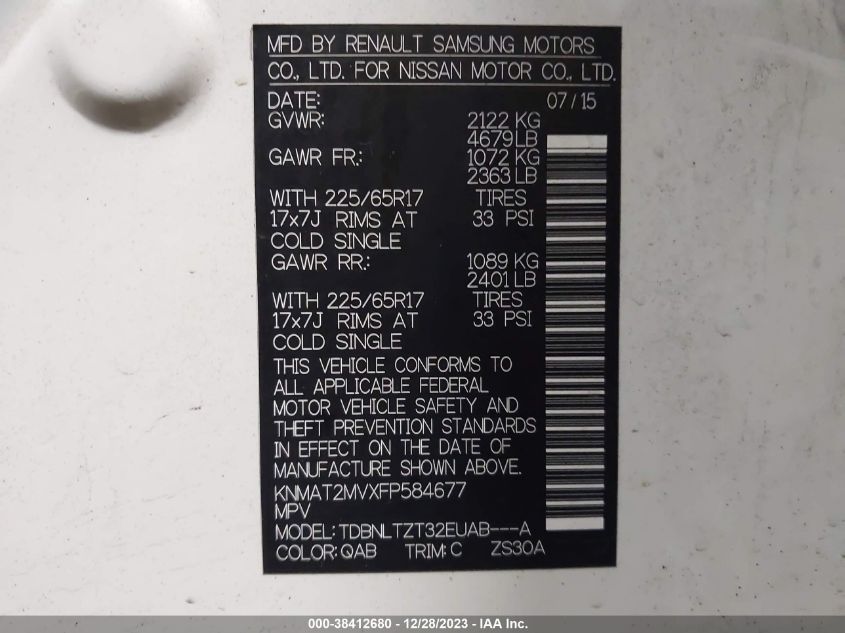 MFD BY RENAULT SAMSUNG MOTORS
CO., LTD. FOR NISSAN MOTOR CO., LTD.
DATE: 07/15
GVWR: 2122 KG
4679 LB
GAWR FR.: 1072 KG
2363 LB
WITH 225/65R17 TIRES
17x7J RIMS AT 33 PSI
COLD SINGLE
GAWR RR.: 1089 KG
2401 LB
WITH 225/65R17 TIRES
17x7J RIMS AT 33 PSI
COLD SINGLE
THIS VEHICLE CONFORMS TO
ALL APPLICABLE FEDERAL
MOTOR VEHICLE SAFETY AND
THEFT PREVENTION STANDARDS
IN EFFECT ON THE DATE OF
MANUFACTURE SHOWN ABOVE.
KNMAT2MVXFP584677
MPV
MODEL: TDBNLTZT32EUAB---A
COLOR: QAB TRIM: C ZS30A
000-38412680 - 12/28/2023 - IAA Inc.